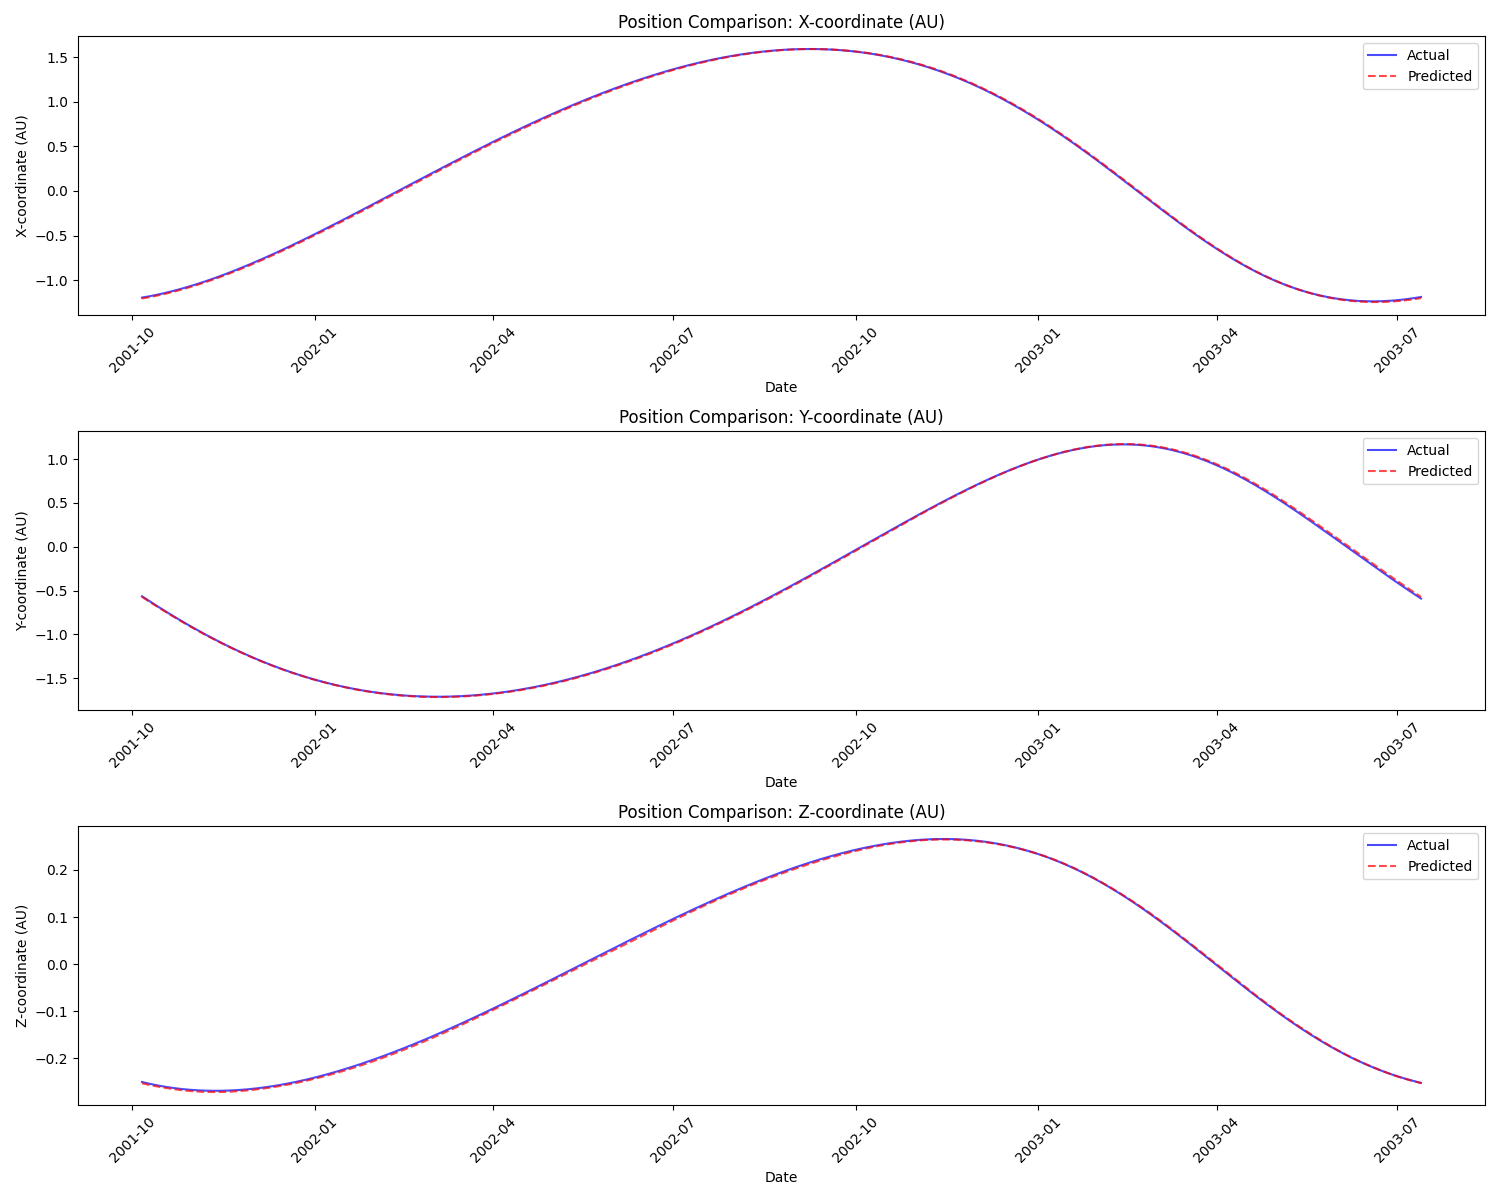 Position Comparison: X-coordinate (AU)
X-coordinate (AU)
1.5
1.0
0.5
0.0
−0.5
−1.0
Actual
Predicted
2001-10
2002-01
2002-04
2002-07
2002-10
2003-01
2003-04
2003-07
Date
Position Comparison: Y-coordinate (AU)
Y-coordinate (AU)
1.0
0.5
0.0
−0.5
−1.0
−1.5
Actual
Predicted
2001-10
2002-01
2002-04
2002-07
2002-10
2003-01
2003-04
2003-07
Date
Position Comparison: Z-coordinate (AU)
Z-coordinate (AU)
0.2
0.1
0.0
−0.1
−0.2
Actual
Predicted
2001-10
2002-01
2002-04
2002-07
2002-10
2003-01
2003-04
2003-07
Date